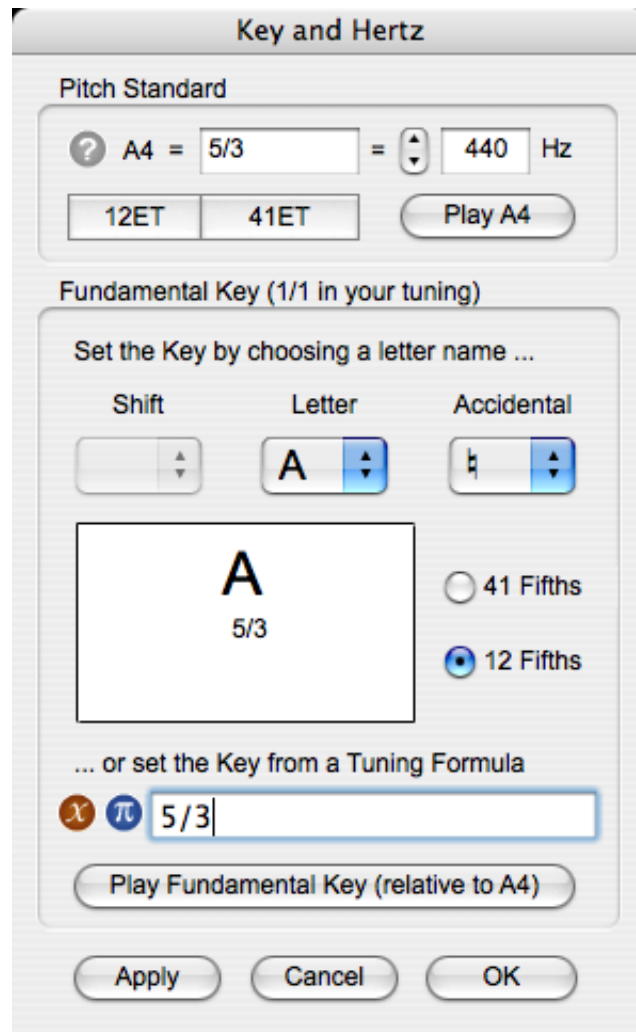 Key and Hertz
Pitch Standard
? A4 = 5/3 = 440 Hz
12ET 41ET Play A4
Fundamental Key (1/1 in your tuning)
Set the Key by choosing a letter name ...
Shift Letter Accidental
A ♮
A
5/3
41 Fifths
12 Fifths
... or set the Key from a Tuning Formula
x π 5/3
Play Fundamental Key (relative to A4)
Apply Cancel OK